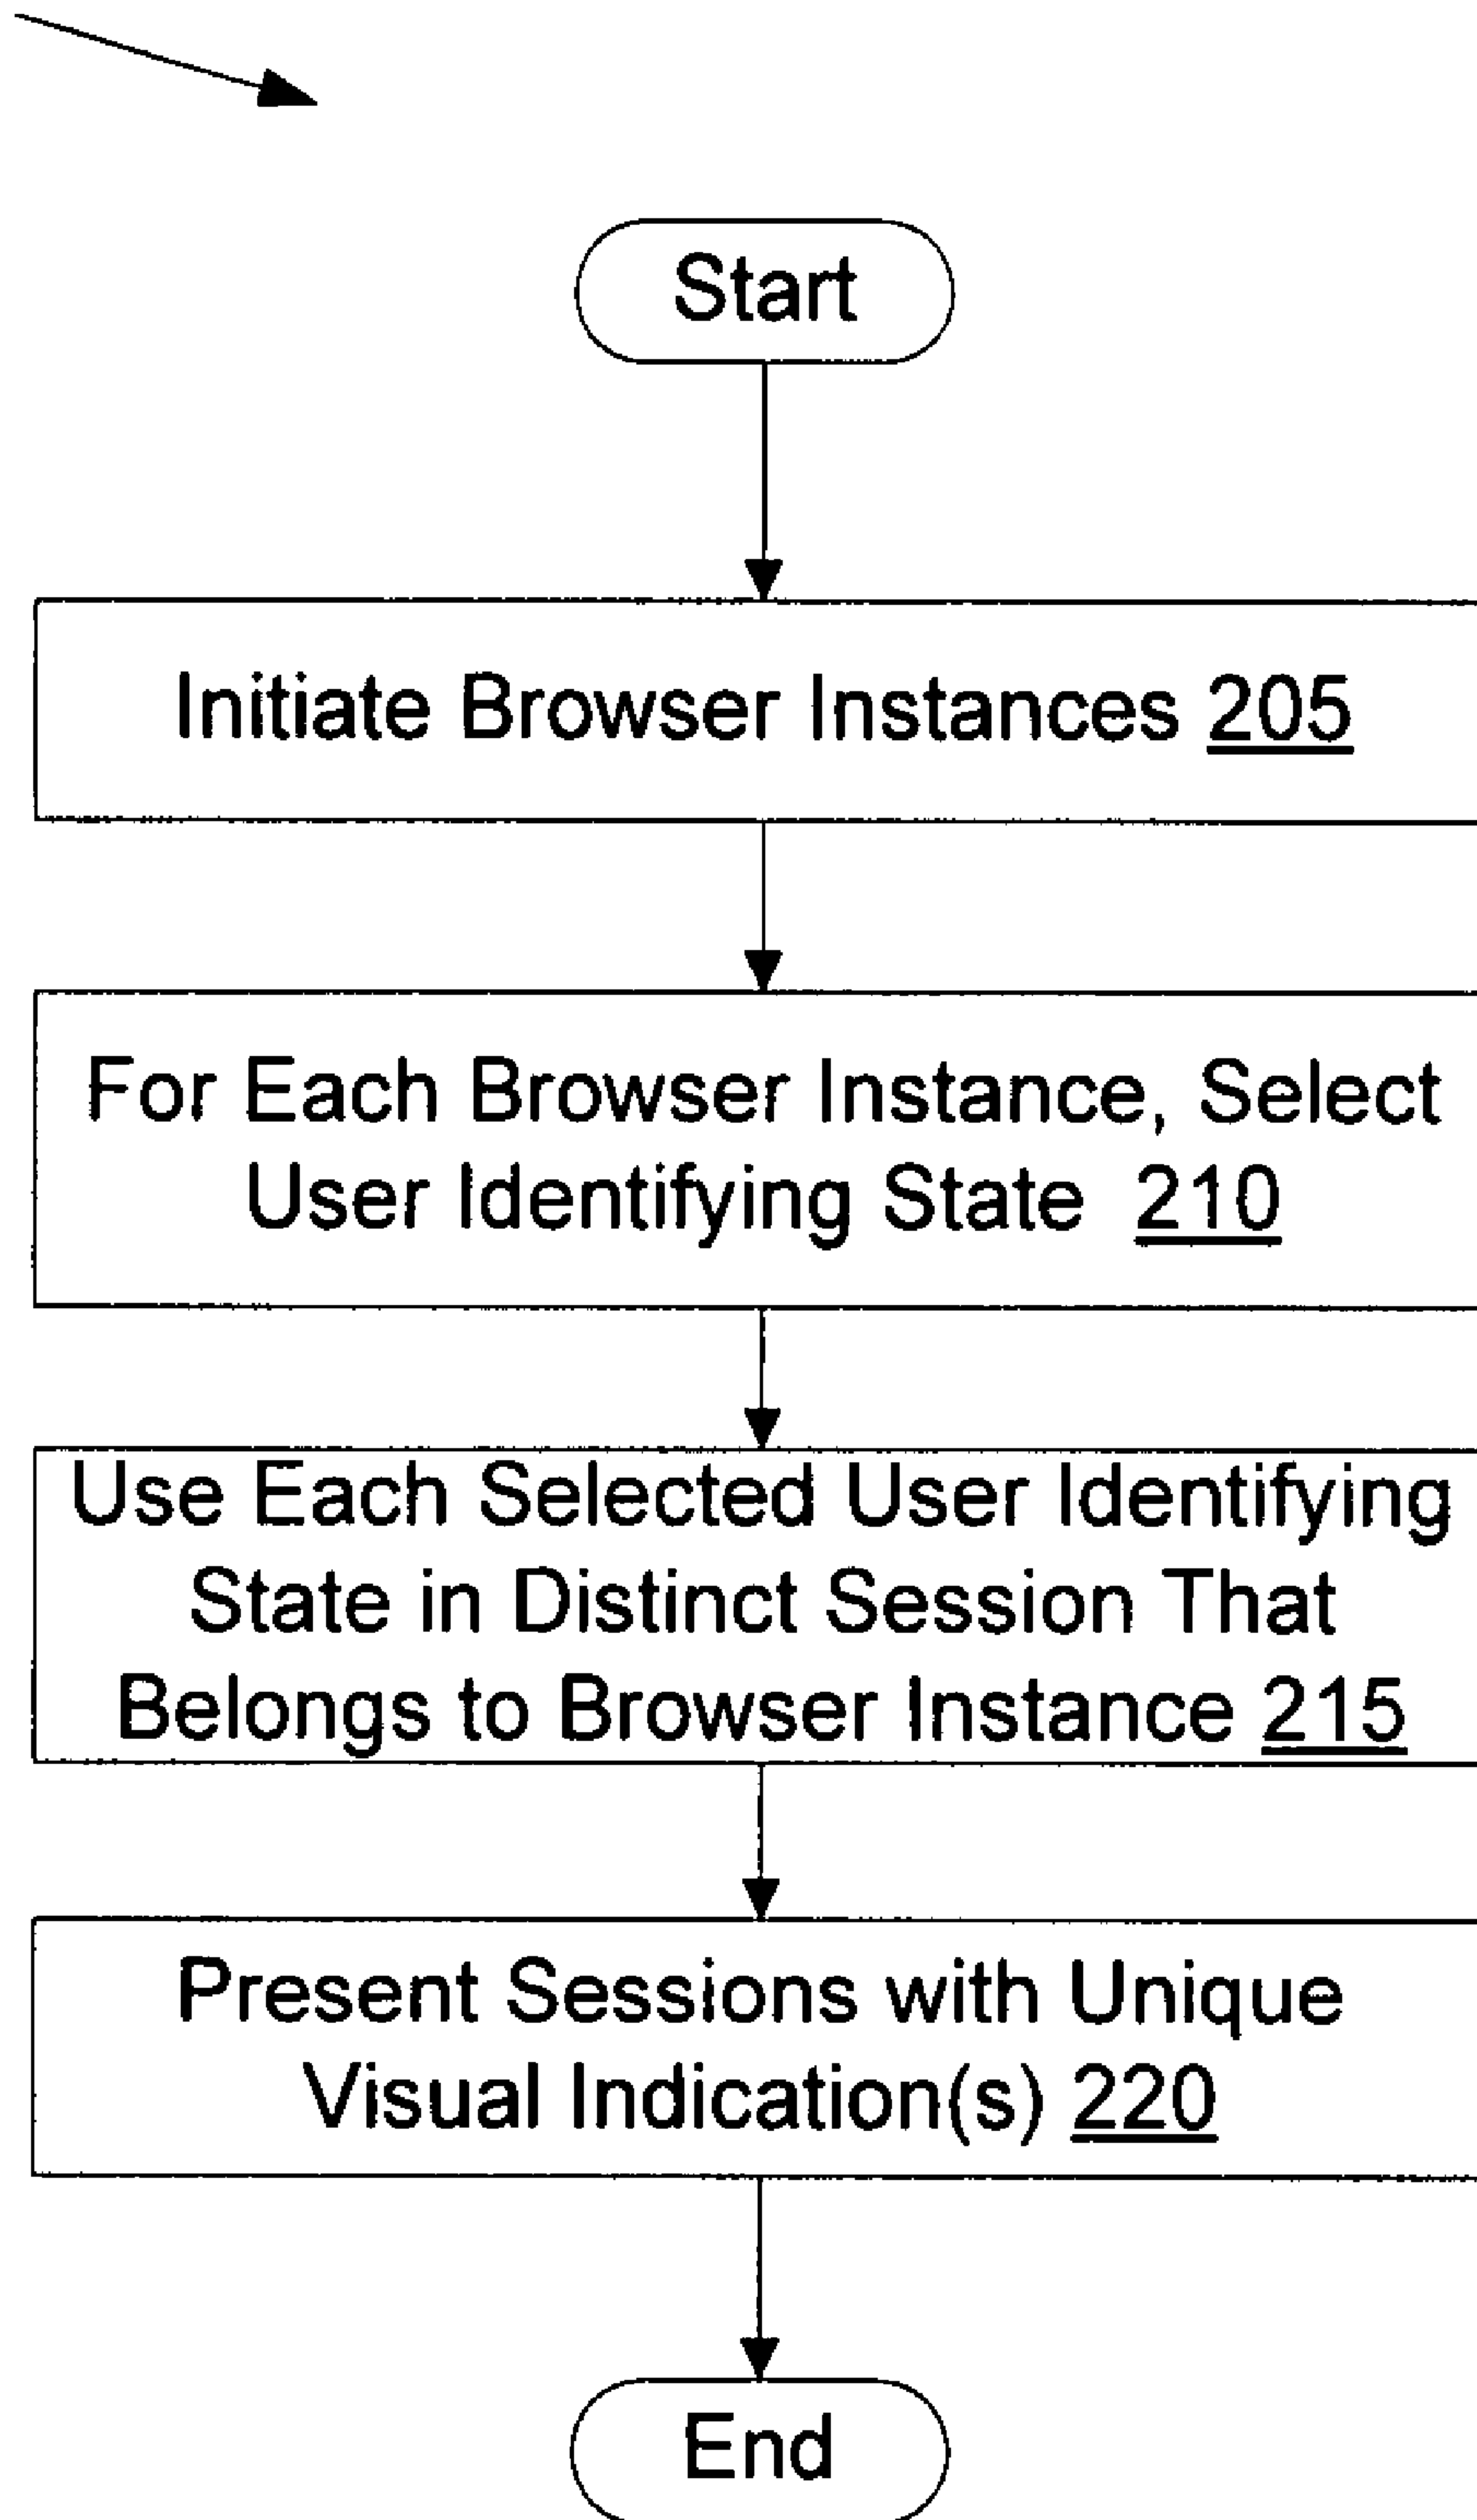 Start
Initiate Browser Instances 205
For Each Browser Instance, Select
User Identifying State 210
Use Each Selected User Identifying
State in Distinct Session That
Belongs to Browser Instance 215
Present Sessions with Unique
Visual Indication(s) 220
End